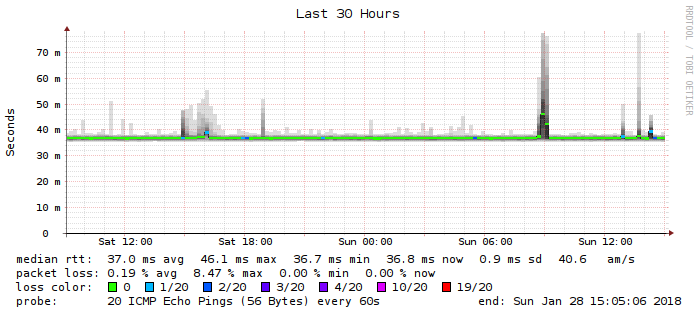 Last 30 Hours
RRDTOOL / TOBI OETIKER
Seconds
70 m
60 m
50 m
40 m
30 m
20 m
10 m
0
Sat 12:00 Sat 18:00 Sun 00:00 Sun 06:00 Sun 12:00
median rtt: 37.0 ms avg 46.1 ms max 36.7 ms min 36.8 ms now 0.9 ms sd 40.6 am/s
packet loss: 0.19 % avg 8.47 % max 0.00 % min 0.00 % now
loss color: 0 1/20 2/20 3/20 4/20 10/20 19/20
probe: 20 ICMP Echo Pings (56 Bytes) every 60s end: Sun Jan 28 15:05:06 2018